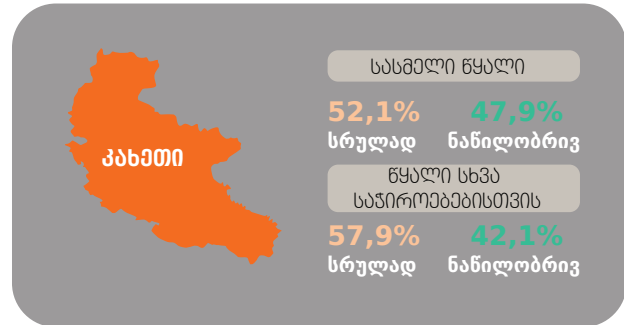 კახეთი
სასმელი წყალი
52,1% 47,9%
სრულად ნაწილობრივ
წყალი სხვა
საჭიროებებისთვის
57,9% 42,1%
სრულად ნაწილობრივ